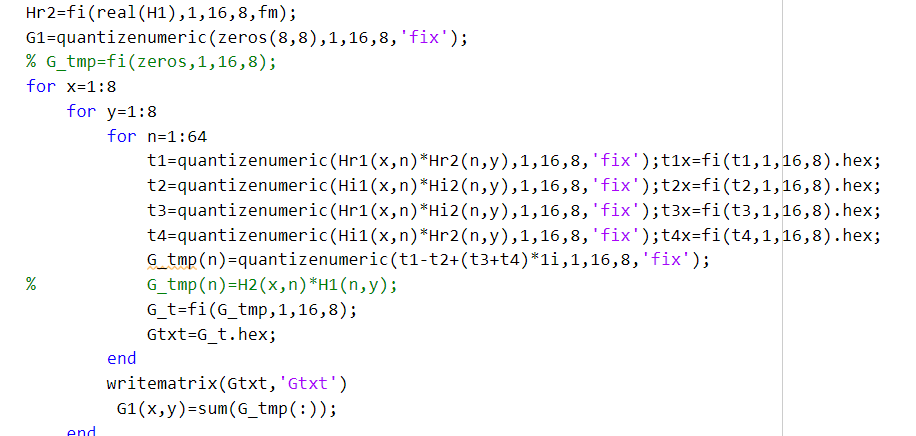 Hr2=fi(real(H1),1,16,8,fm);
G1=quantizenumeric(zeros(8,8),1,16,8,'fix');
% G_tmp=fi(zeros,1,16,8);
for x=1:8
for y=1:8
for n=1:64
t1=quantizenumeric(Hr1(x,n)*Hr2(n,y),1,16,8,'fix');t1x=fi(t1,1,16,8).hex;
t2=quantizenumeric(Hi1(x,n)*Hi2(n,y),1,16,8,'fix');t2x=fi(t2,1,16,8).hex;
t3=quantizenumeric(Hr1(x,n)*Hi2(n,y),1,16,8,'fix');t3x=fi(t3,1,16,8).hex;
t4=quantizenumeric(Hi1(x,n)*Hr2(n,y),1,16,8,'fix');t4x=fi(t4,1,16,8).hex;
G_tmp(n)=quantizenumeric(t1-t2+(t3+t4)*1i,1,16,8,'fix');
% G_tmp(n)=H2(x,n)*H1(n,y);
G_t=fi(G_tmp,1,16,8);
Gtxt=G_t.hex;
end
writematrix(Gtxt,'Gtxt')
G1(x,y)=sum(G_tmp(:));
end